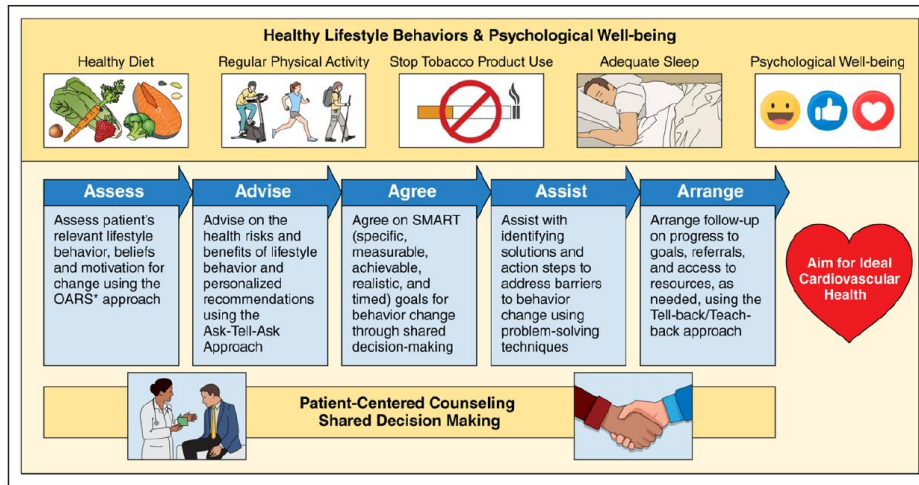 Healthy Lifestyle Behaviors & Psychological Well-being
Healthy Diet
Regular Physical Activity
Stop Tobacco Product Use
Adequate Sleep
Psychological Well-being
Assess
Assess patient's
relevant lifestyle
behavior, beliefs
and motivation for
change using the
OARS* approach
Advise
Advise on the
health risks and
benefits of lifestyle
behavior and
personalized
recommendations
using the
Ask-Tell-Ask
Approach
Agree
Agree on SMART
(specific,
measurable,
achievable,
realistic, and
timed) goals for
behavior change
through shared
decision-making
Assist
Assist with
identifying
solutions and
action steps to
address barriers
to behavior
change using
problem-solving
techniques
Arrange
Arrange follow-up
on progress to
goals, referrals,
and access to
resources, as
needed, using the
Tell-back/Teach-
back approach
Aim for Ideal
Cardiovascular
Health
Patient-Centered Counseling
Shared Decision Making